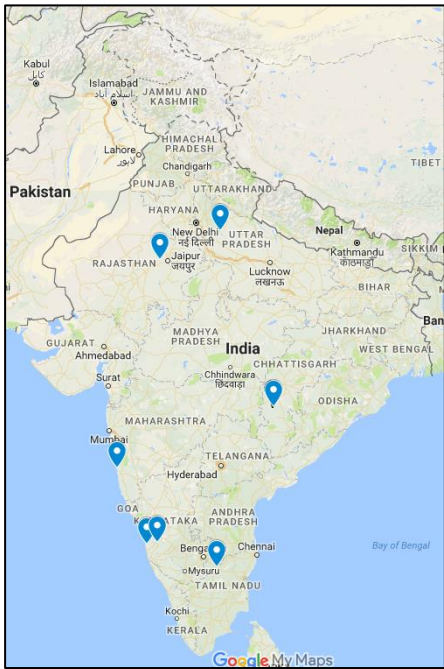 Kabul
کابل
Islamabad
اسلام آباد
JAMMU AND
KASHMIR
HIMACHAL
PRADESH
Lahore
لاہور
Chandigarh
TIBET
PUNJAB
UTTARAKHAND
Pakistan
HARYANA
New Delhi
नई दिल्ली
UTTAR
PRADESH
Nepal
Kathmandu
काठमाडौं
SIKKIM
RAJASTHAN
Jaipur
जयपुर
Lucknow
लखनऊ
BIHAR
GUJARAT
Ahmedabad
MADHYA
PRADESH
India
JHARKHAND
WEST BENGAL
Ban
Surat
Chhindwara
छिंदवाड़ा
CHHATTISGARH
ODISHA
MAHARASHTRA
Mumbai
TELANGANA
Hyderabad
GOA
K
ATAKA
ANDHRA
PRADESH
Benga
Chennai
Bay of Bengal
Mysuru
TAMIL NADU
Kochi
KERALA
Google My Maps